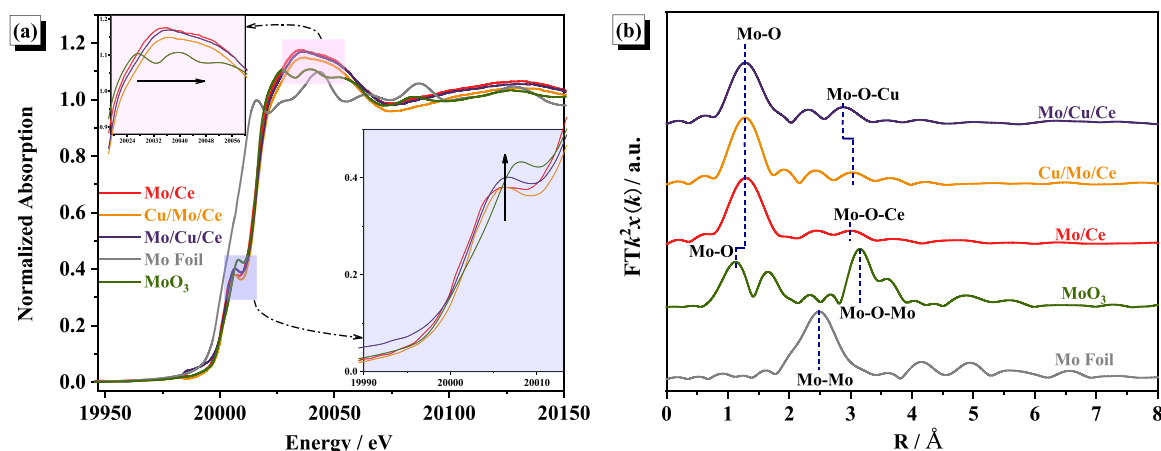 (a)
1.2
1.1
1.0
0.9
20024 20032 20040 20048 20056
Normalized Absorption
1.2
1.0
0.8
0.6
0.4
0.2
0.0
Mo/Ce
Cu/Mo/Ce
Mo/Cu/Ce
Mo Foil
MoO3
0.4
0.2
0.0
19990 20000 20010
19950 20000 20050 20100 20150
Energy / eV
(b)
FTk²x(k)/ a.u.
Mo-O
Mo-O-Cu
Mo/Cu/Ce
Cu/Mo/Ce
Mo-O-Ce
Mo/Ce
Mo-O
MoO3
Mo-O-Mo
Mo Foil
Mo-Mo
0 1 2 3 4 5 6 7 8
R / Å